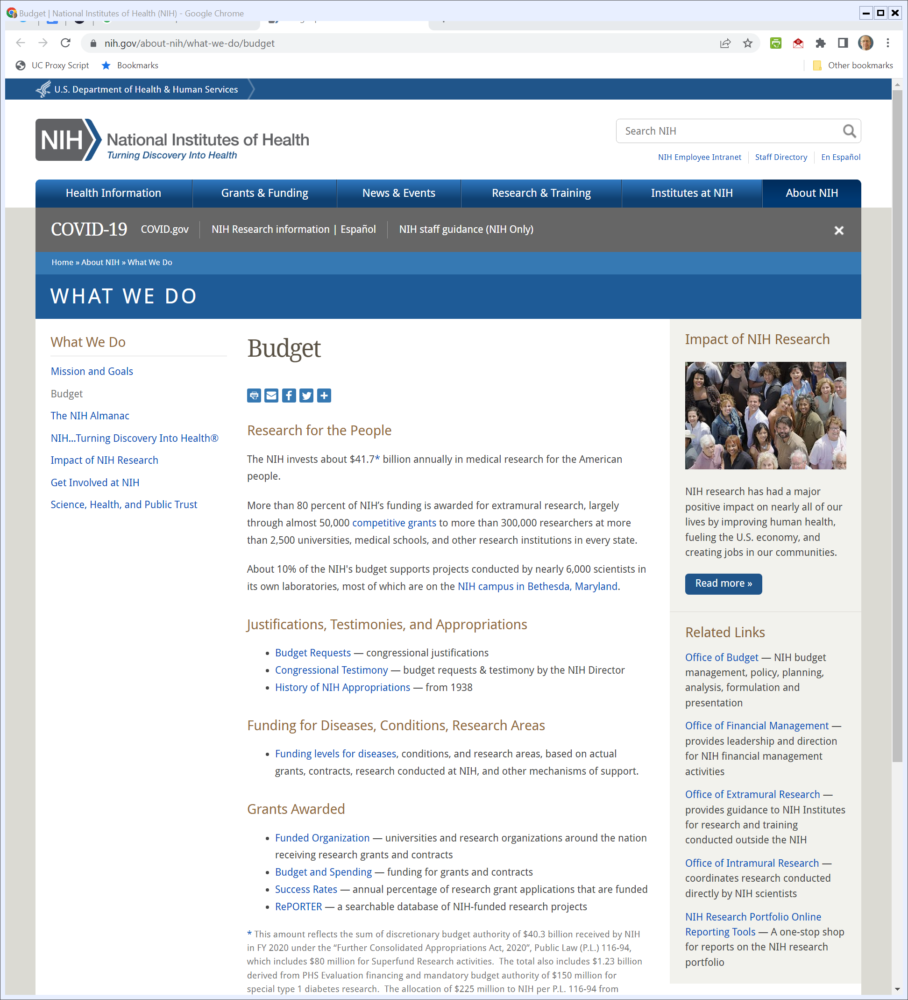 Budget | National Institutes of Health (NIH) - Google Chrome
nih.gov/about-nih/what-we-do/budget
UC Proxy Script
Bookmarks
Other bookmarks
U.S. Department of Health & Human Services
NIH
National Institutes of Health
Turning Discovery Into Health
Search NIH
NIH Employee Intranet
Staff Directory
En Español
Health Information
Grants & Funding
News & Events
Research & Training
Institutes at NIH
About NIH
COVID-19
COVID.gov
NIH Research information | Español
NIH staff guidance (NIH Only)
Home » About NIH » What We Do
WHAT WE DO
What We Do
Mission and Goals
Budget
The NIH Almanac
NIH...Turning Discovery Into Health®
Impact of NIH Research
Get Involved at NIH
Science, Health, and Public Trust
Budget
Research for the People
The NIH invests about $41.7* billion annually in medical research for the American
people.
More than 80 percent of NIH’s funding is awarded for extramural research, largely
through almost 50,000 competitive grants to more than 300,000 researchers at more
than 2,500 universities, medical schools, and other research institutions in every state.
About 10% of the NIH's budget supports projects conducted by nearly 6,000 scientists in
its own laboratories, most of which are on the NIH campus in Bethesda, Maryland.
Justifications, Testimonies, and Appropriations
• Budget Requests — congressional justifications
• Congressional Testimony — budget requests & testimony by the NIH Director
• History of NIH Appropriations — from 1938
Funding for Diseases, Conditions, Research Areas
• Funding levels for diseases, conditions, and research areas, based on actual
grants, contracts, research conducted at NIH, and other mechanisms of support.
Grants Awarded
• Funded Organization — universities and research organizations around the nation
receiving research grants and contracts
• Budget and Spending — funding for grants and contracts
• Success Rates — annual percentage of research grant applications that are funded
• RePORTER — a searchable database of NIH-funded research projects
* This amount reflects the sum of discretionary budget authority of $40.3 billion received by NIH
in FY 2020 under the “Further Consolidated Appropriations Act, 2020”, Public Law (P.L.) 116-94,
which includes $80 million for Superfund Research activities.  The total also includes $1.23 billion
derived from PHS Evaluation financing and mandatory budget authority of $150 million for
special type 1 diabetes research.  The allocation of $225 million to NIH per P.L. 116-94 from
Impact of NIH Research
NIH research has had a major
positive impact on nearly all of our
lives by improving human health,
fueling the U.S. economy, and
creating jobs in our communities.
Read more »
Related Links
Office of Budget — NIH budget
management, policy, planning,
analysis, formulation and
presentation
Office of Financial Management —
provides leadership and direction
for NIH financial management
activities
Office of Extramural Research —
provides guidance to NIH Institutes
for research and training
conducted outside the NIH
Office of Intramural Research —
coordinates research conducted
directly by NIH scientists
NIH Research Portfolio Online
Reporting Tools — A one-stop shop
for reports on the NIH research
portfolio